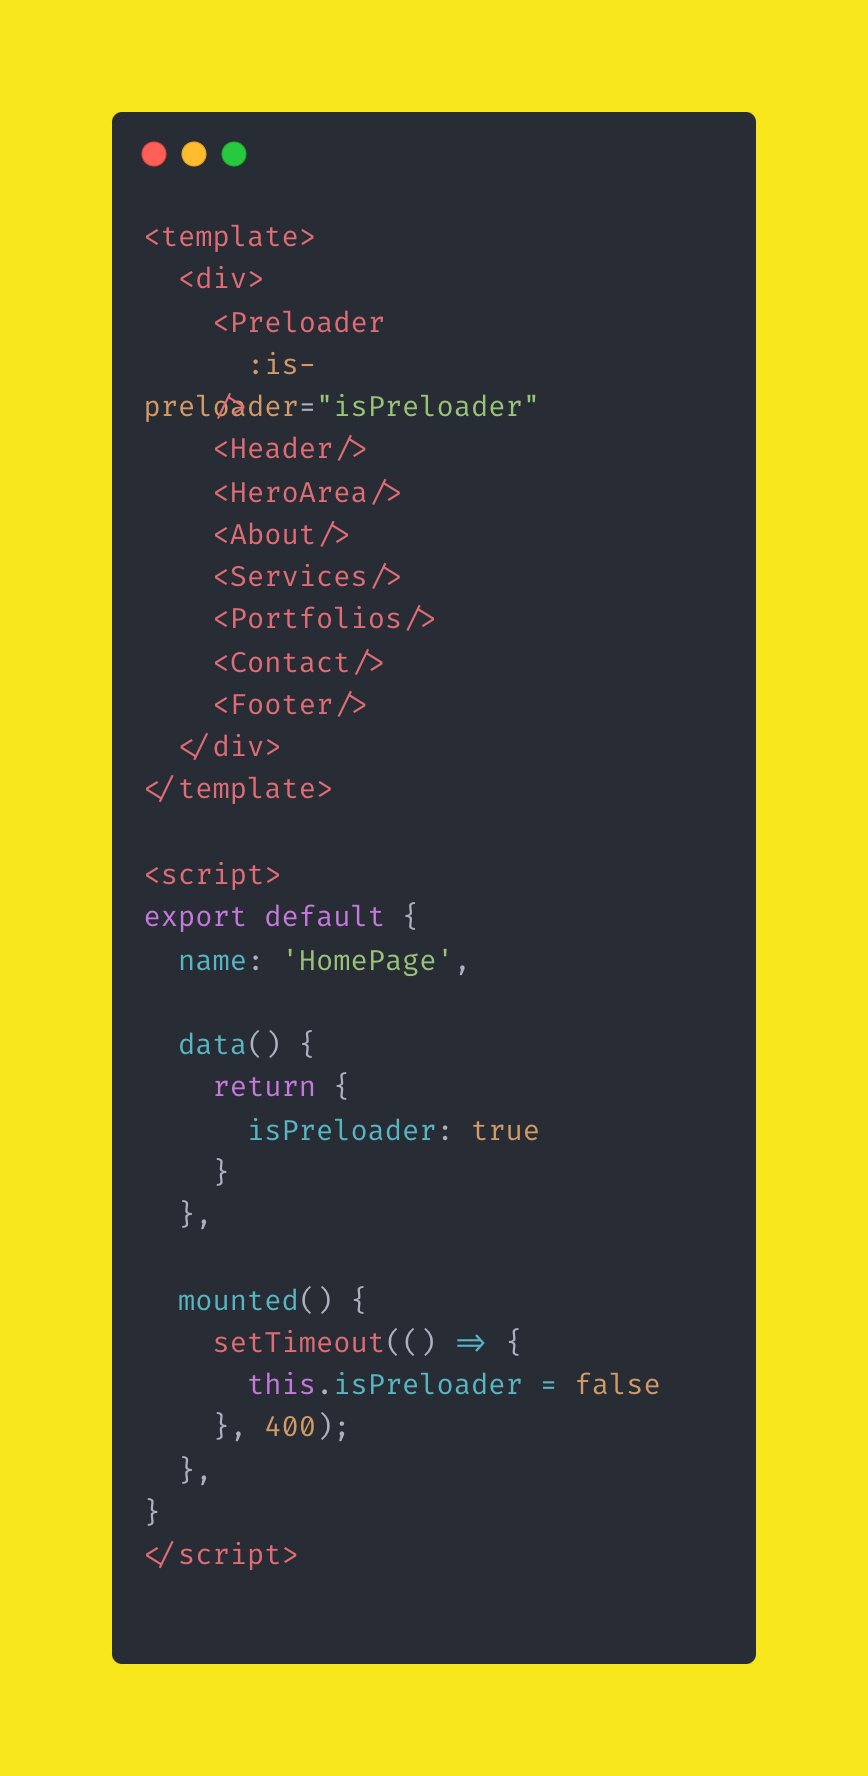 <template>
  <div>
    <Preloader
      :is-
preloader="isPreloader"
    />
    <Header/>
    <HeroArea/>
    <About/>
    <Services/>
    <Portfolios/>
    <Contact/>
    <Footer/>
  </div>
</template>

<script>
export default {
  name: 'HomePage',

  data() {
    return {
      isPreloader: true
    }
  },

  mounted() {
    setTimeout(() => {
      this.isPreloader = false
    }, 400);
  },
}
</script>